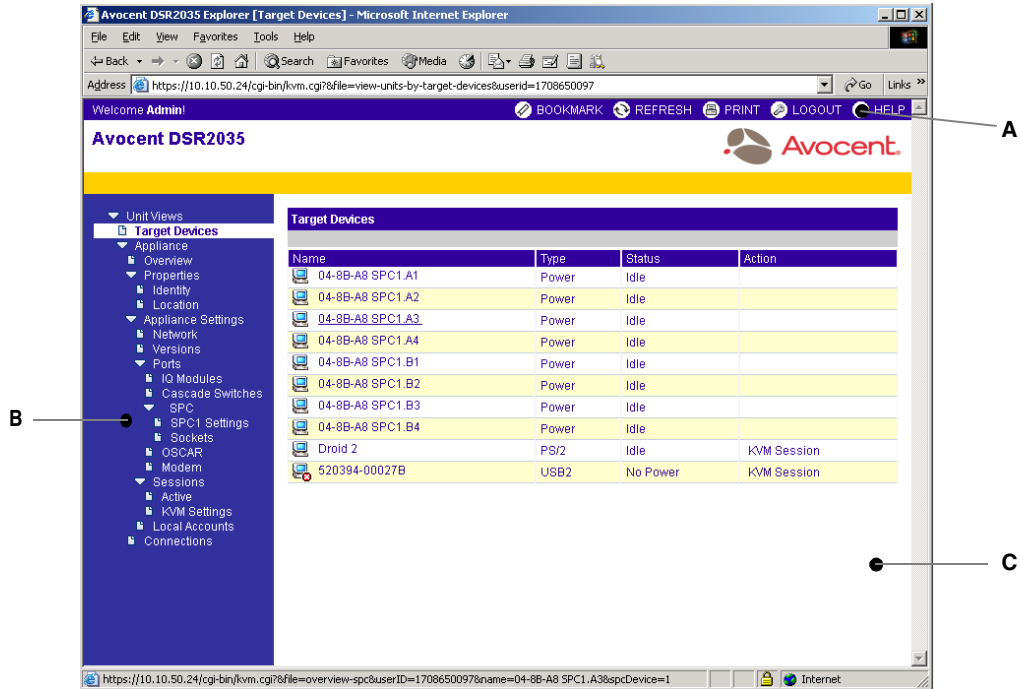 Avocent DSR2035 Explorer [Target Devices] - Microsoft Internet Explorer
File Edit View Favorites Tools Help
Back Search Favorites Media
Address https://10.10.50.24/cgi-bin/kvm.cgi?&file=view-units-by-target-devices&userid=1708650097 Go Links »
Welcome Admin! BOOKMARK REFRESH PRINT LOGOUT HELP
A
Avocent DSR2035
Avocent.
Unit Views
Target Devices
Appliance
Overview
Properties
Identity
Location
Appliance Settings
Network
Versions
Ports
IQ Modules
Cascade Switches
SPC
SPC1 Settings
Sockets
OSCAR
Modem
Sessions
Active
KVM Settings
Local Accounts
Connections
B
Target Devices
Name Type Status Action
04-8B-A8 SPC1.A1 Power Idle
04-8B-A8 SPC1.A2 Power Idle
04-8B-A8 SPC1.A3 Power Idle
04-8B-A8 SPC1.A4 Power Idle
04-8B-A8 SPC1.B1 Power Idle
04-8B-A8 SPC1.B2 Power Idle
04-8B-A8 SPC1.B3 Power Idle
04-8B-A8 SPC1.B4 Power Idle
Droid 2 PS/2 Idle KVM Session
520394-00027B USB2 No Power KVM Session
C
https://10.10.50.24/cgi-bin/kvm.cgi?&file=overview-spc&userID=1708650097&name=04-8B-A8 SPC1.A3&spcDevice=1 Internet